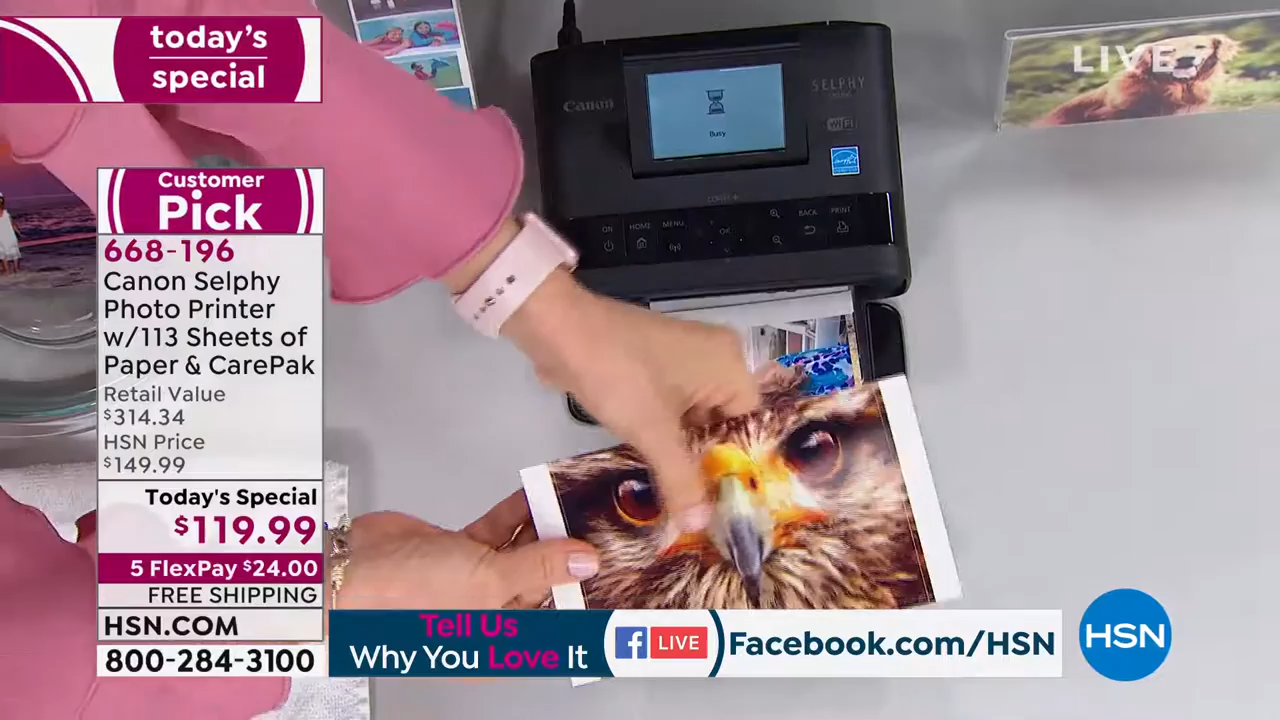 today's
special
Customer
Pick
668-196
Canon Selphy
Photo Printer
w/113 Sheets of
Paper & CarePak
Retail Value
$314.34
HSN Price
$149.99
Today's Special
$119.99
5 FlexPay $24.00
FREE SHIPPING
HSN.COM
800-284-3100
Canon
SELPHY
WiFi
Busy
ON
HOME
MENU
OK
BACK
PRINT
LIVE
Tell Us
Why You Love It
f LIVE
Facebook.com/HSN
HSN